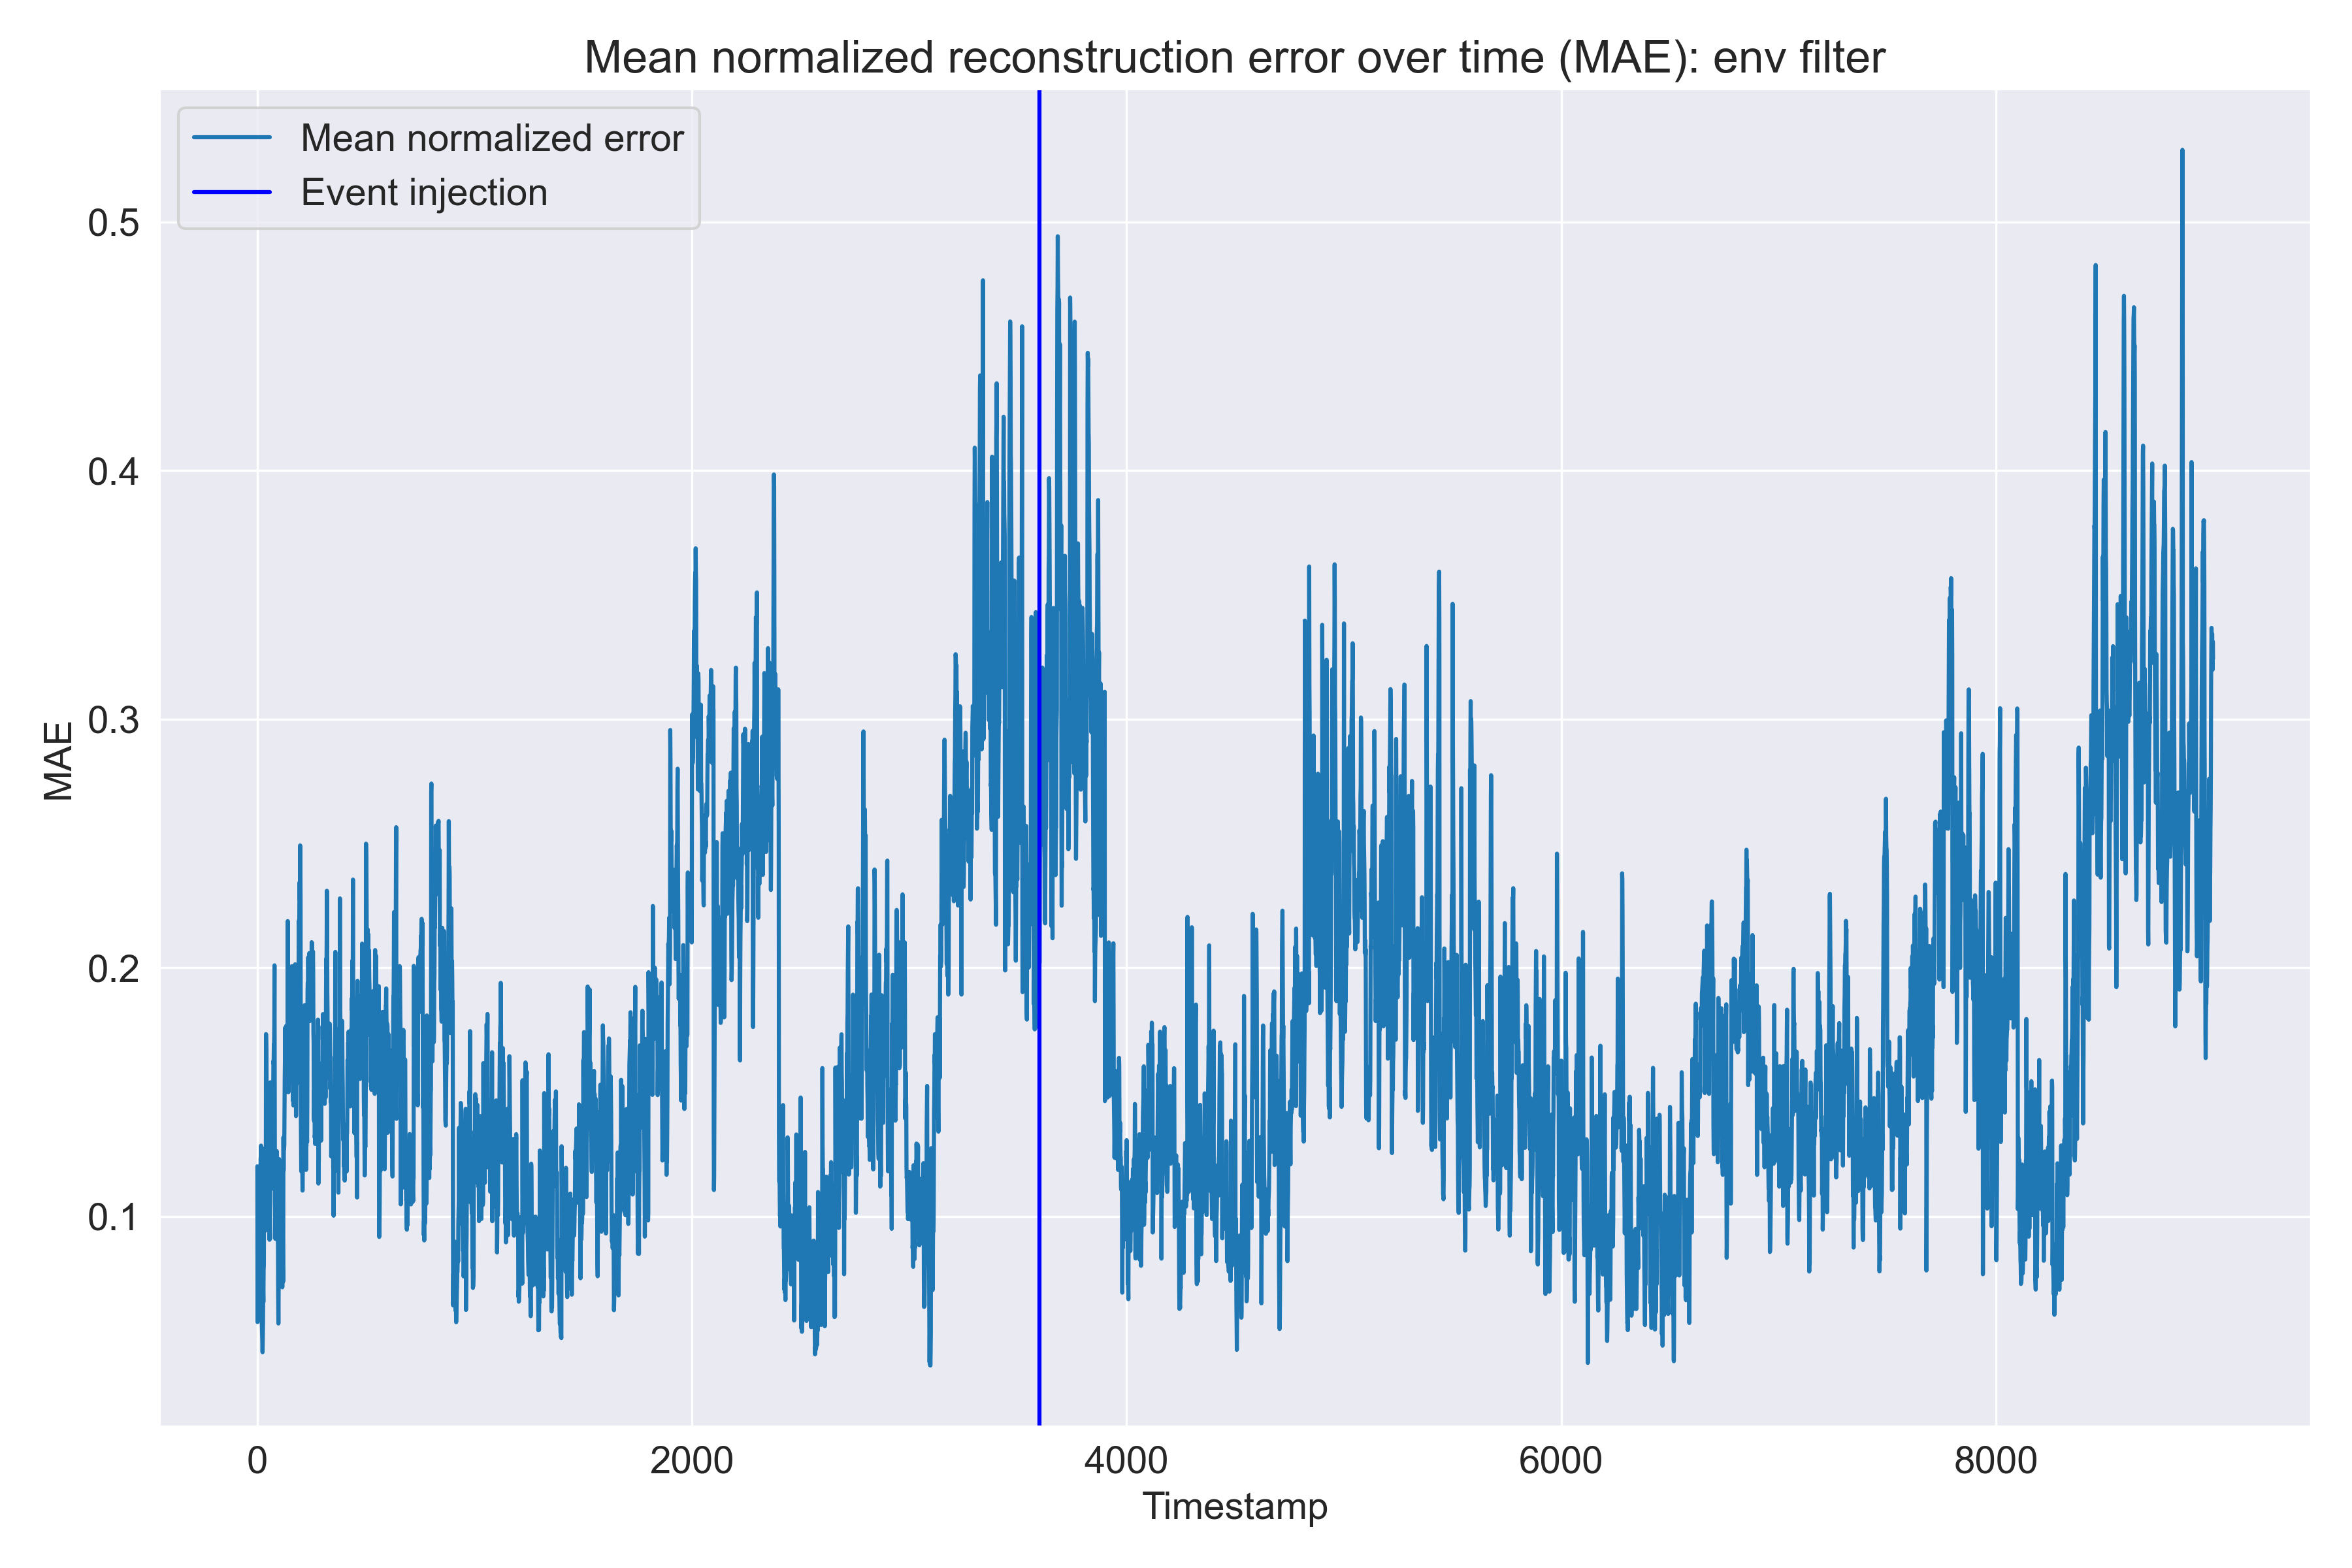 Mean normalized reconstruction error over time (MAE): env filter
Mean normalized error
Event injection
0.5
0.4
0.3
0.2
0.1
MAE
0 2000 4000 6000 8000
Timestamp